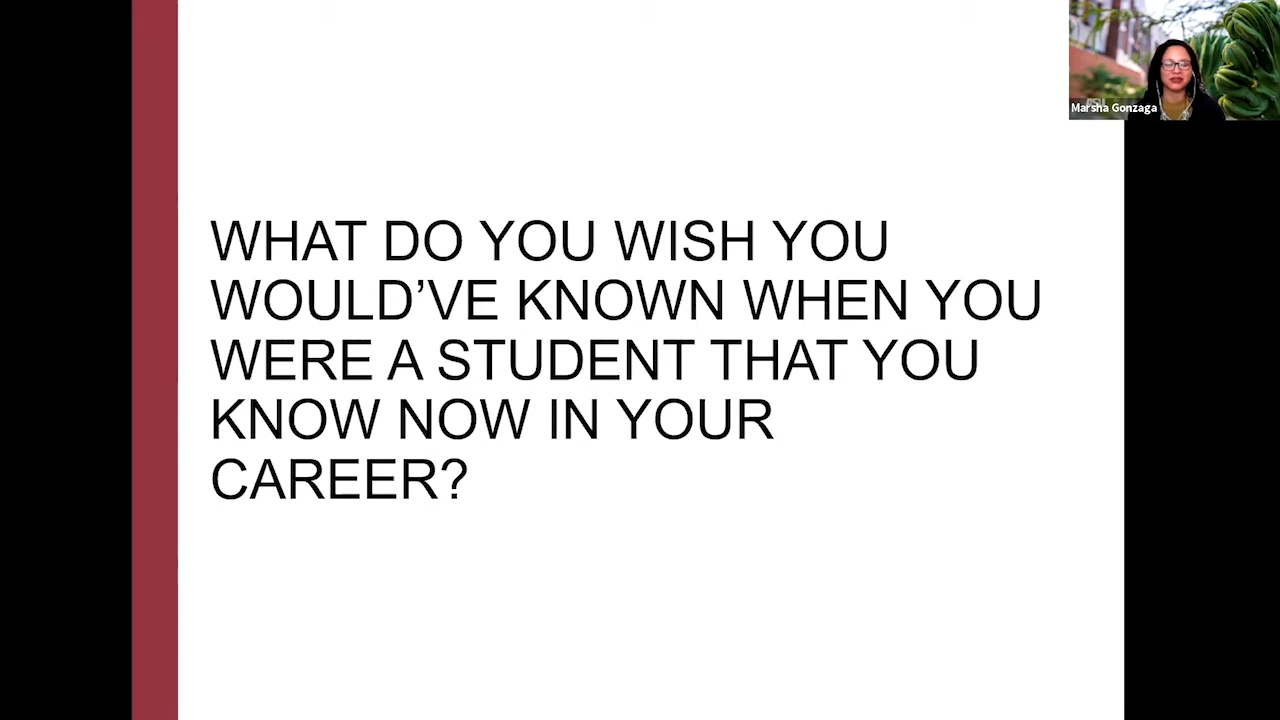 Marsha Gonzaga
WHAT DO YOU WISH YOU
WOULD’VE KNOWN WHEN YOU
WERE A STUDENT THAT YOU
KNOW NOW IN YOUR
CAREER?